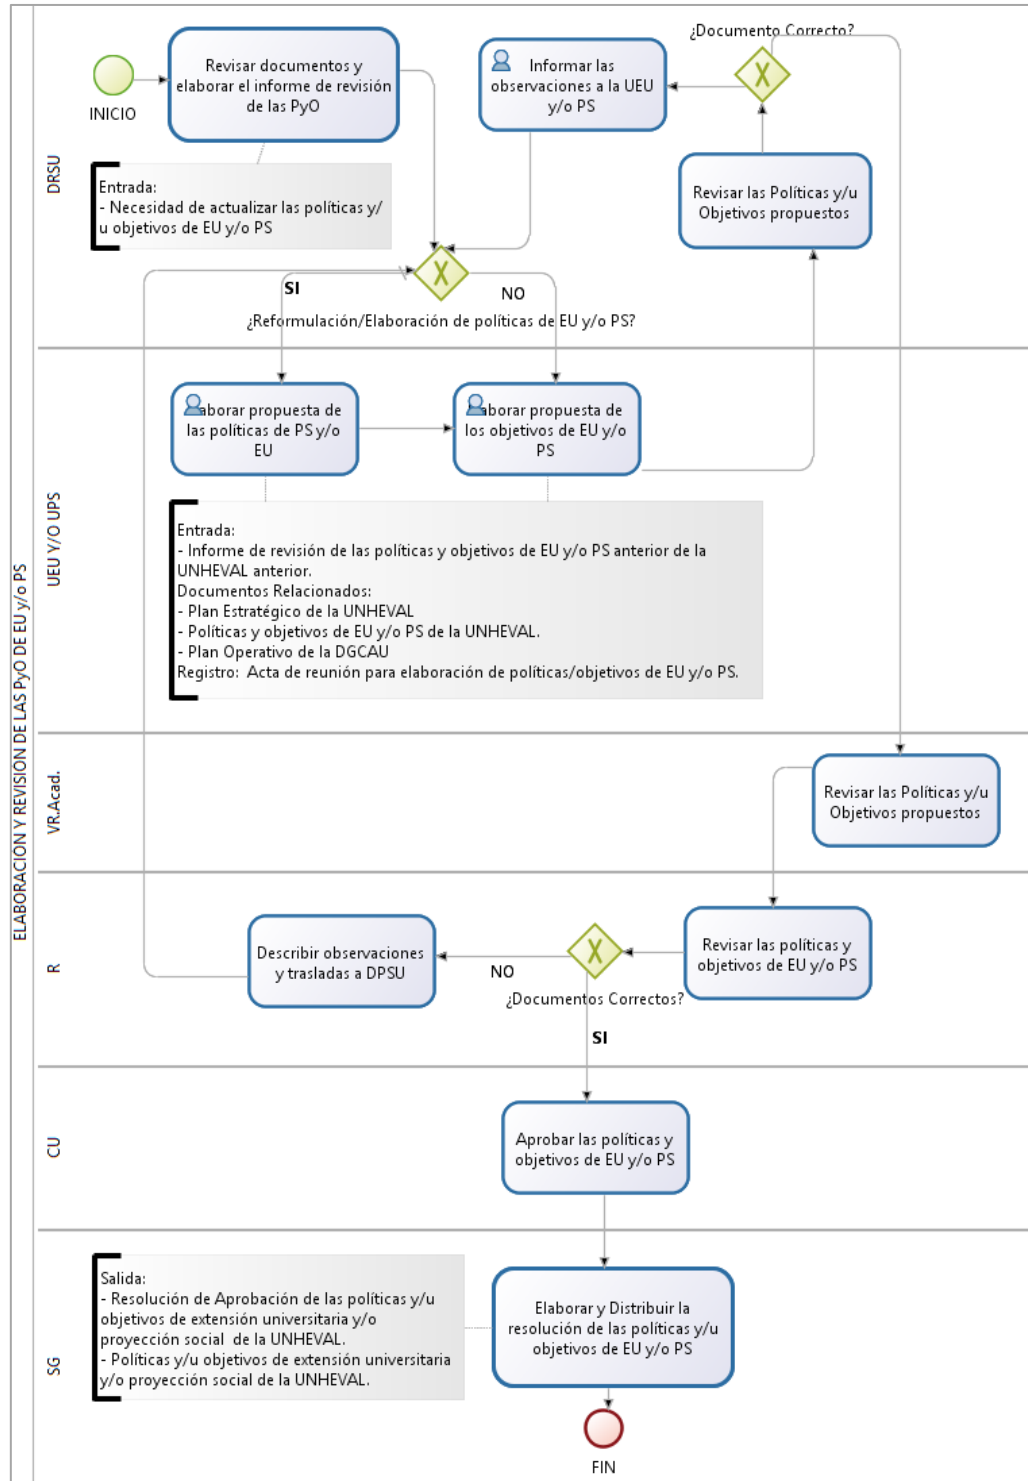 ELABORACIÓN Y REVISIÓN DE LAS PyO DE EU y/o PS
DRSU
INICIO
Revisar documentos y
elaborar el informe de revisión
de las PyO
Entrada:
- Necesidad de actualizar las políticas y/
u objetivos de EU y/o PS
Informar las
observaciones a la UEU
y/o PS
¿Documento Correcto?
Revisar las Políticas y/u
Objetivos propuestos
SI
NO
¿Reformulación/Elaboración de políticas de EU y/o PS?
UEU Y/O UPS
laborar propuesta de
las políticas de PS y/o
EU
laborar propuesta de
los objetivos de EU y/o
PS
Entrada:
- Informe de revisión de las políticas y objetivos de EU y/o PS anterior de la
UNHEVAL anterior.
Documentos Relacionados:
- Plan Estratégico de la UNHEVAL
- Políticas y objetivos de EU y/o PS de la UNHEVAL.
- Plan Operativo de la DGCAU
Registro: Acta de reunión para elaboración de políticas/objetivos de EU y/o PS.
VR.Acad.
Revisar las Políticas y/u
Objetivos propuestos
R
Describir observaciones
y trasladas a DPSU
NO
¿Documentos Correctos?
SI
Revisar las políticas y
objetivos de EU y/o PS
CU
Aprobar las políticas y
objetivos de EU y/o PS
SG
Salida:
- Resolución de Aprobación de las políticas y/u
objetivos de extensión universitaria y/o
proyección social de la UNHEVAL.
- Políticas y/u objetivos de extensión universitaria
y/o proyección social de la UNHEVAL.
Elaborar y Distribuir la
resolución de las políticas y/u
objetivos de EU y/o PS
FIN